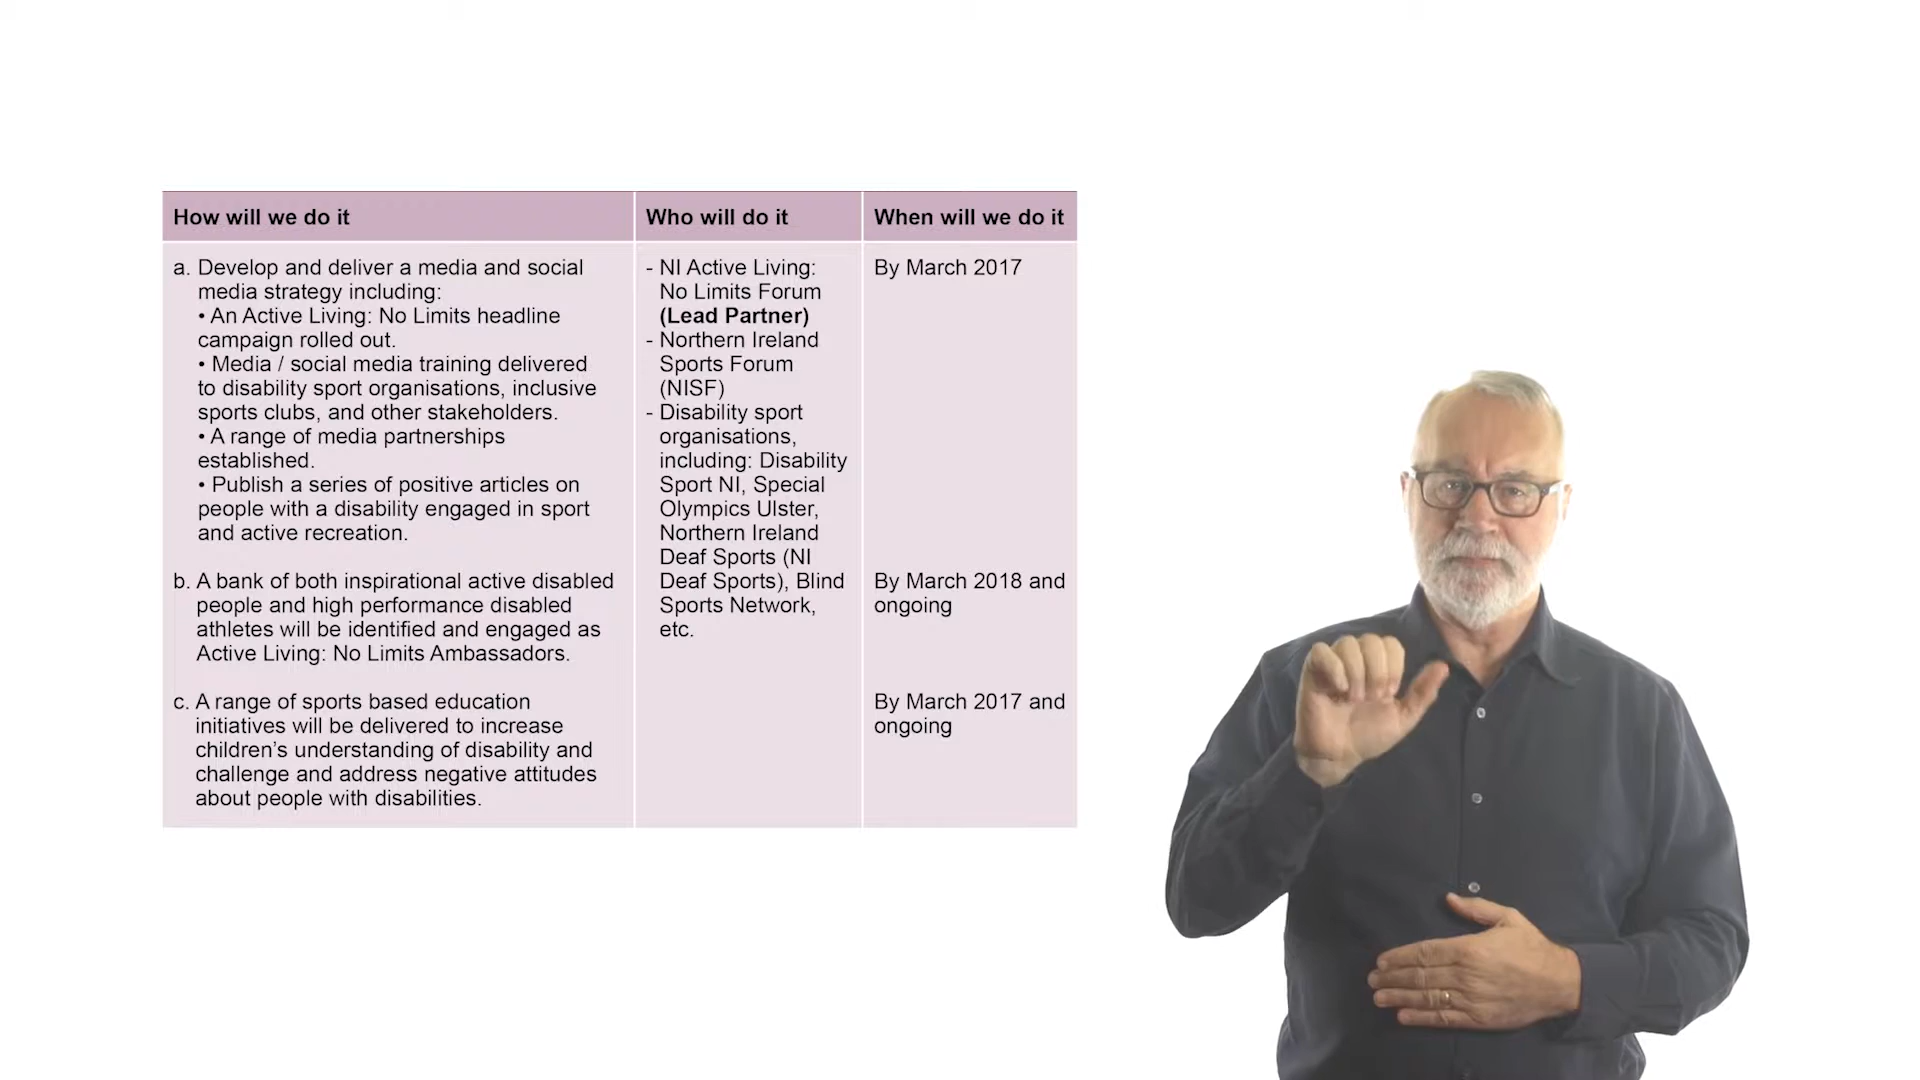 How will we do it
Who will do it
When will we do it
a. Develop and deliver a media and social
media strategy including:
• An Active Living: No Limits headline
campaign rolled out.
• Media / social media training delivered
to disability sport organisations, inclusive
sports clubs, and other stakeholders.
• A range of media partnerships
established.
• Publish a series of positive articles on
people with a disability engaged in sport
and active recreation.
b. A bank of both inspirational active disabled
people and high performance disabled
athletes will be identified and engaged as
Active Living: No Limits Ambassadors.
c. A range of sports based education
initiatives will be delivered to increase
children's understanding of disability and
challenge and address negative attitudes
about people with disabilities.
- NI Active Living:
No Limits Forum
(Lead Partner)
- Northern Ireland
Sports Forum
(NISF)
- Disability sport
organisations,
including: Disability
Sport NI, Special
Olympics Ulster,
Northern Ireland
Deaf Sports (NI
Deaf Sports), Blind
Sports Network,
etc.
By March 2017
By March 2018 and
ongoing
By March 2017 and
ongoing